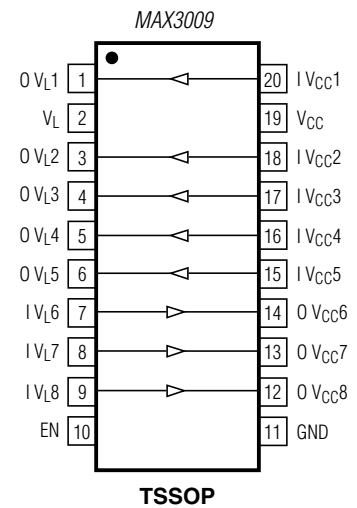 MAX3009
O VL1 1 20 I VCC1
VL 2 19 VCC
O VL2 3 18 I VCC2
O VL3 4 17 I VCC3
O VL4 5 16 I VCC4
O VL5 6 15 I VCC5
I VL6 7 14 O VCC6
I VL7 8 13 O VCC7
I VL8 9 12 O VCC8
EN 10 11 GND
TSSOP